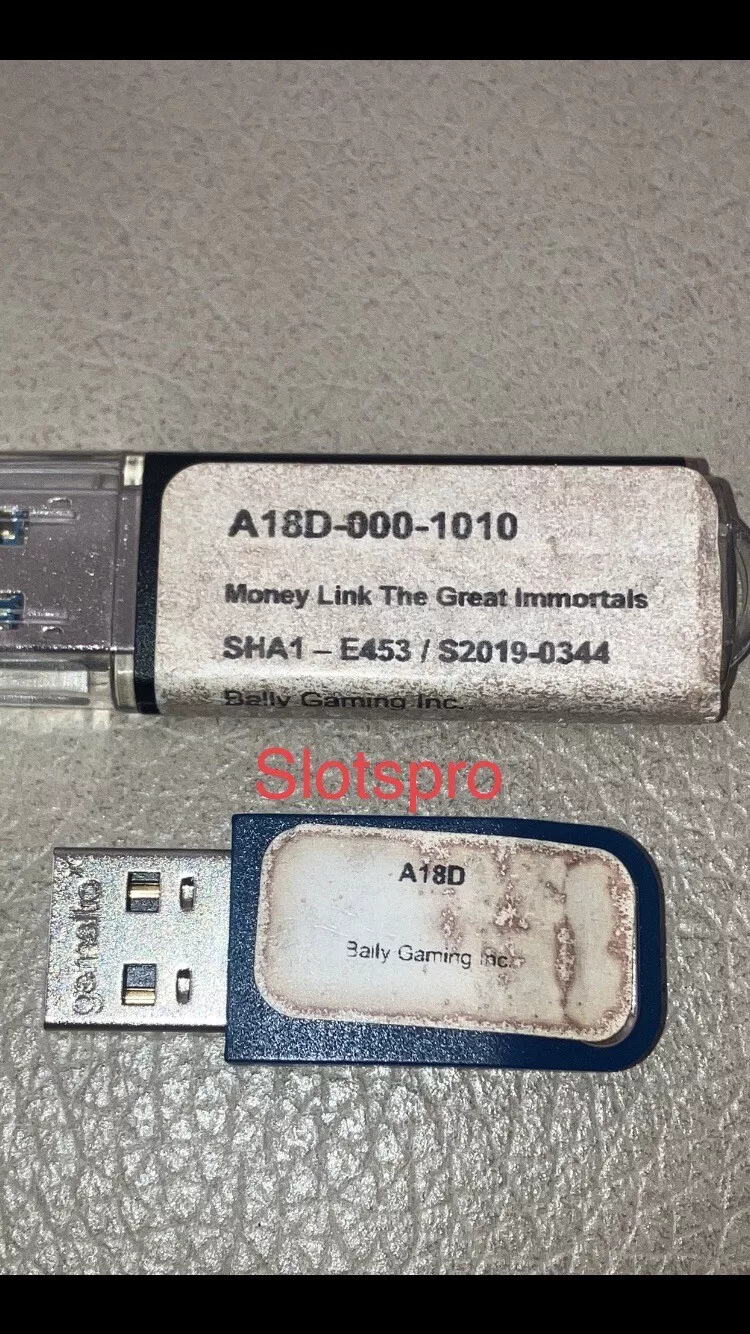 A18D-000-1010
Money Link The Great Immortals
SHA1 – E453 / S2019-0344
Bally Gaming Inc.
Slotspro
gemalto
A18D
Bally Gaming Inc.